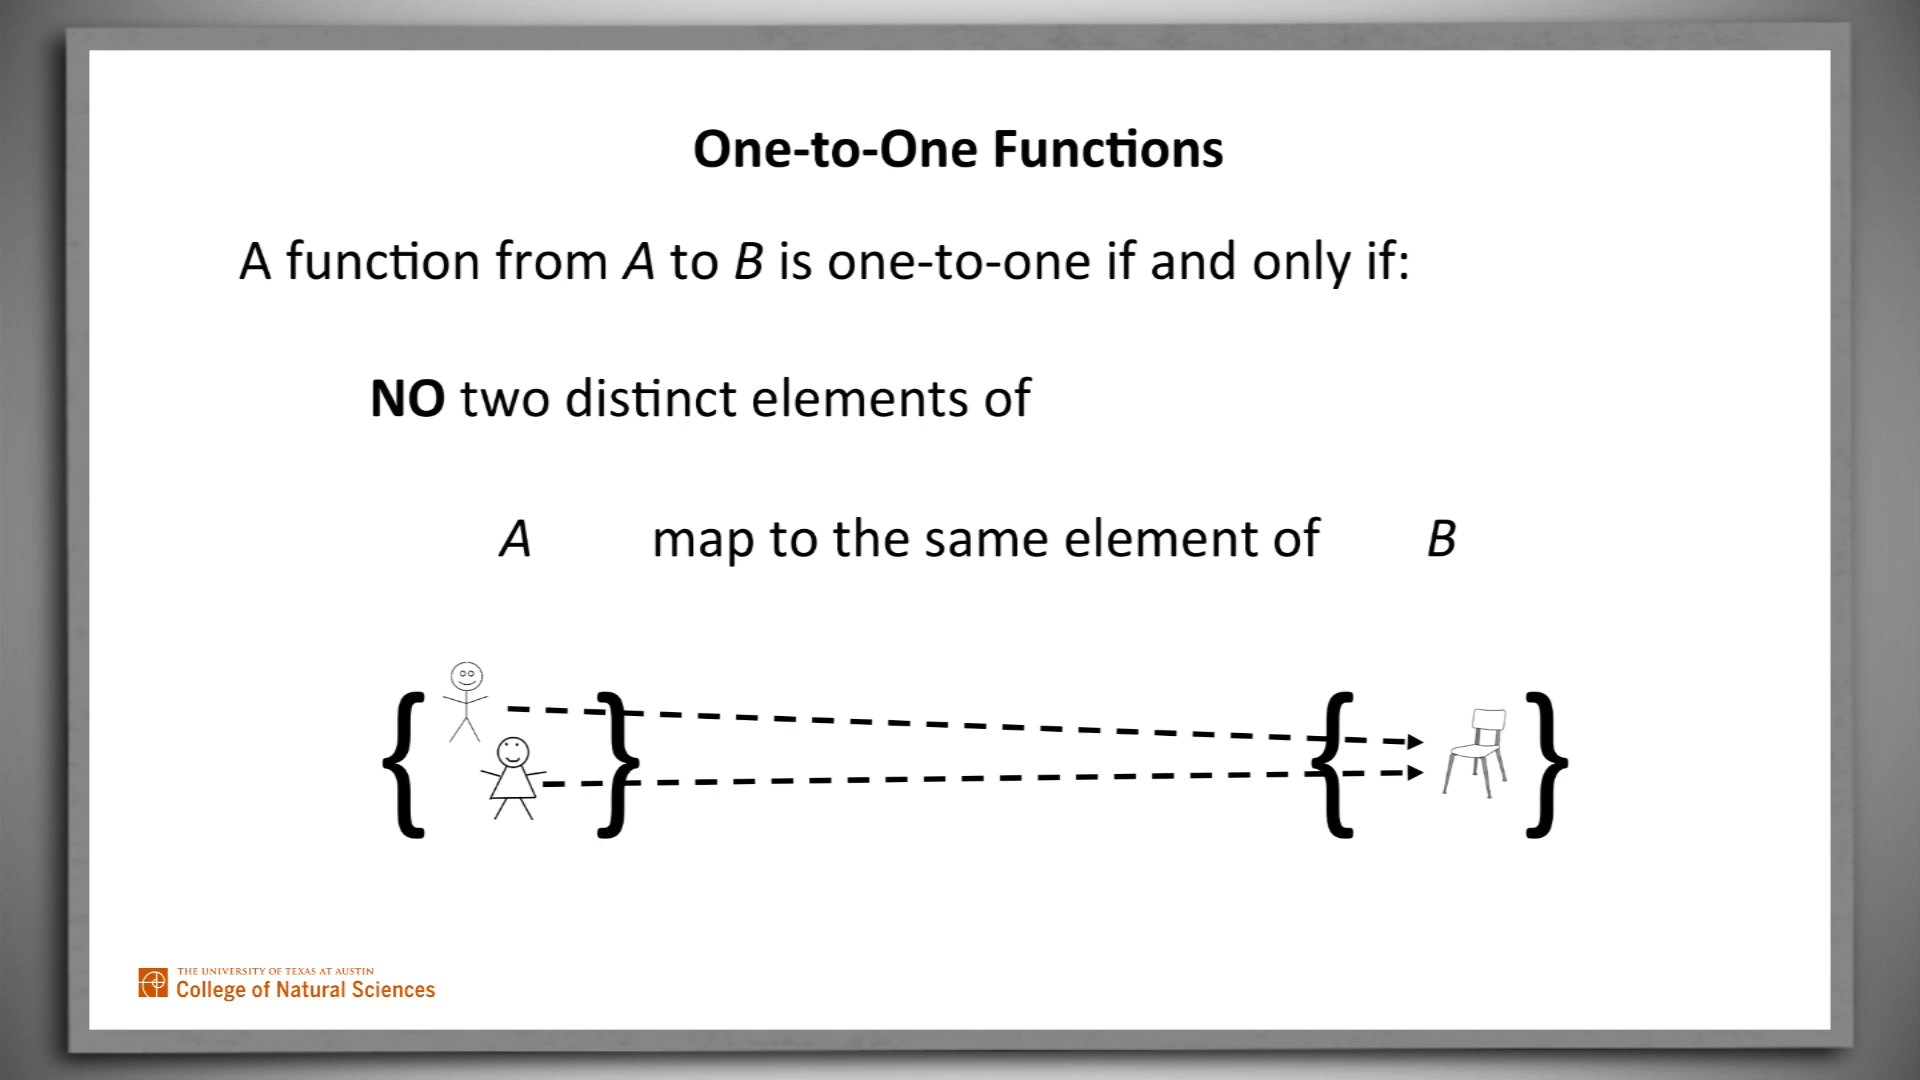 One-to-One Functions
A function from A to B is one-to-one if and only if:
NO two distinct elements of
A map to the same element of B
{ } { }
THE UNIVERSITY OF TEXAS AT AUSTIN
College of Natural Sciences